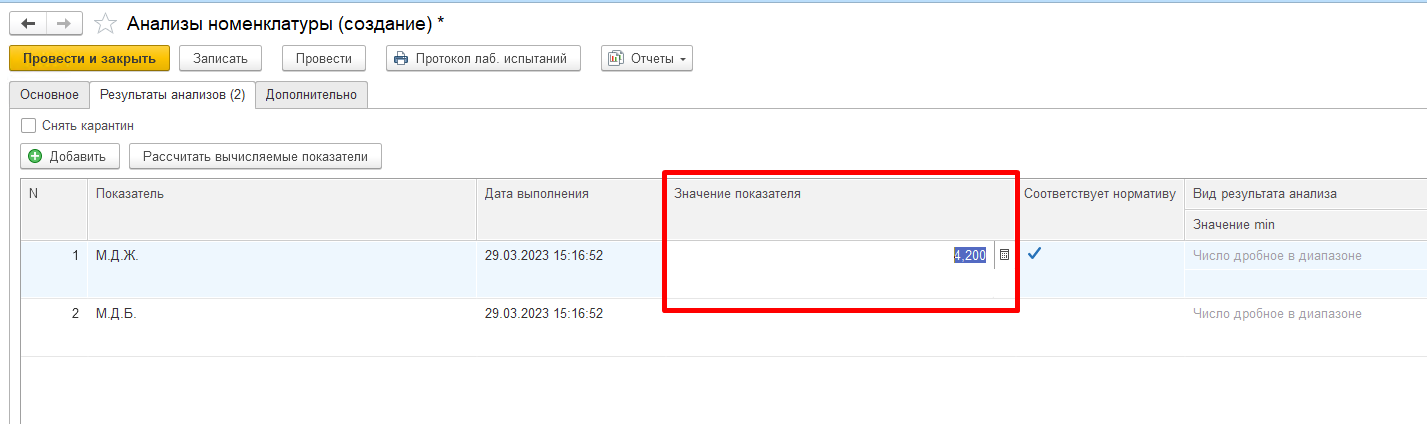 Анализы номенклатуры (создание) *
Провести и закрыть Записать Провести Протокол лаб. испытаний Отчеты
Основное Результаты анализов (2) Дополнительно
Снять карантин
Добавить Рассчитать вычисляемые показатели
N Показатель Дата выполнения Значение показателя Соответствует нормативу Вид результата анализа
Значение min
1 М.Д.Ж. 29.03.2023 15:16:52 4,200 Число дробное в диапазоне
2 М.Д.Б. 29.03.2023 15:16:52 Число дробное в диапазоне